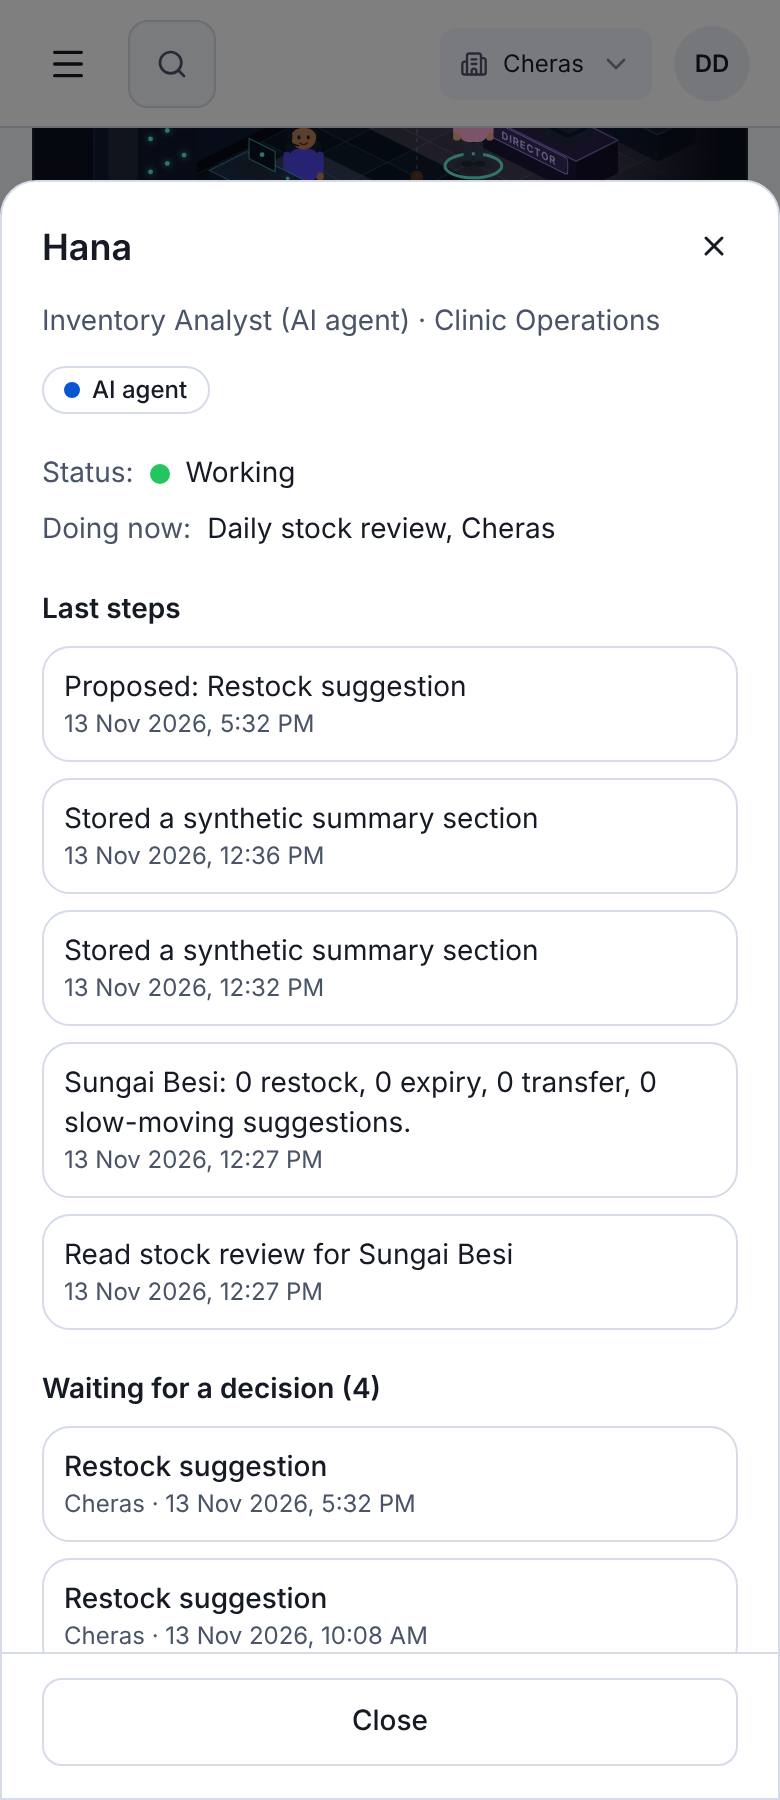 Cheras
DD
DIRECTOR
Hana
Inventory Analyst (AI agent) · Clinic Operations
AI agent
Status: Working
Doing now: Daily stock review, Cheras
Last steps
Proposed: Restock suggestion
13 Nov 2026, 5:32 PM
Stored a synthetic summary section
13 Nov 2026, 12:36 PM
Stored a synthetic summary section
13 Nov 2026, 12:32 PM
Sungai Besi: 0 restock, 0 expiry, 0 transfer, 0
slow-moving suggestions.
13 Nov 2026, 12:27 PM
Read stock review for Sungai Besi
13 Nov 2026, 12:27 PM
Waiting for a decision (4)
Restock suggestion
Cheras · 13 Nov 2026, 5:32 PM
Restock suggestion
Cheras · 13 Nov 2026, 10:08 AM
Close